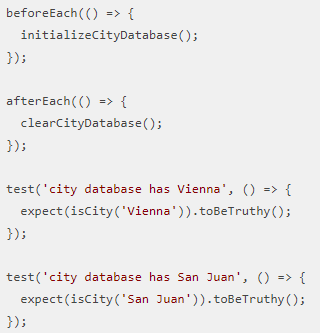 beforeEach(() => {
  initializeCityDatabase();
});

afterEach(() => {
  clearCityDatabase();
});

test('city database has Vienna', () => {
  expect(isCity('Vienna')).toBeTruthy();
});

test('city database has San Juan', () => {
  expect(isCity('San Juan')).toBeTruthy();
});